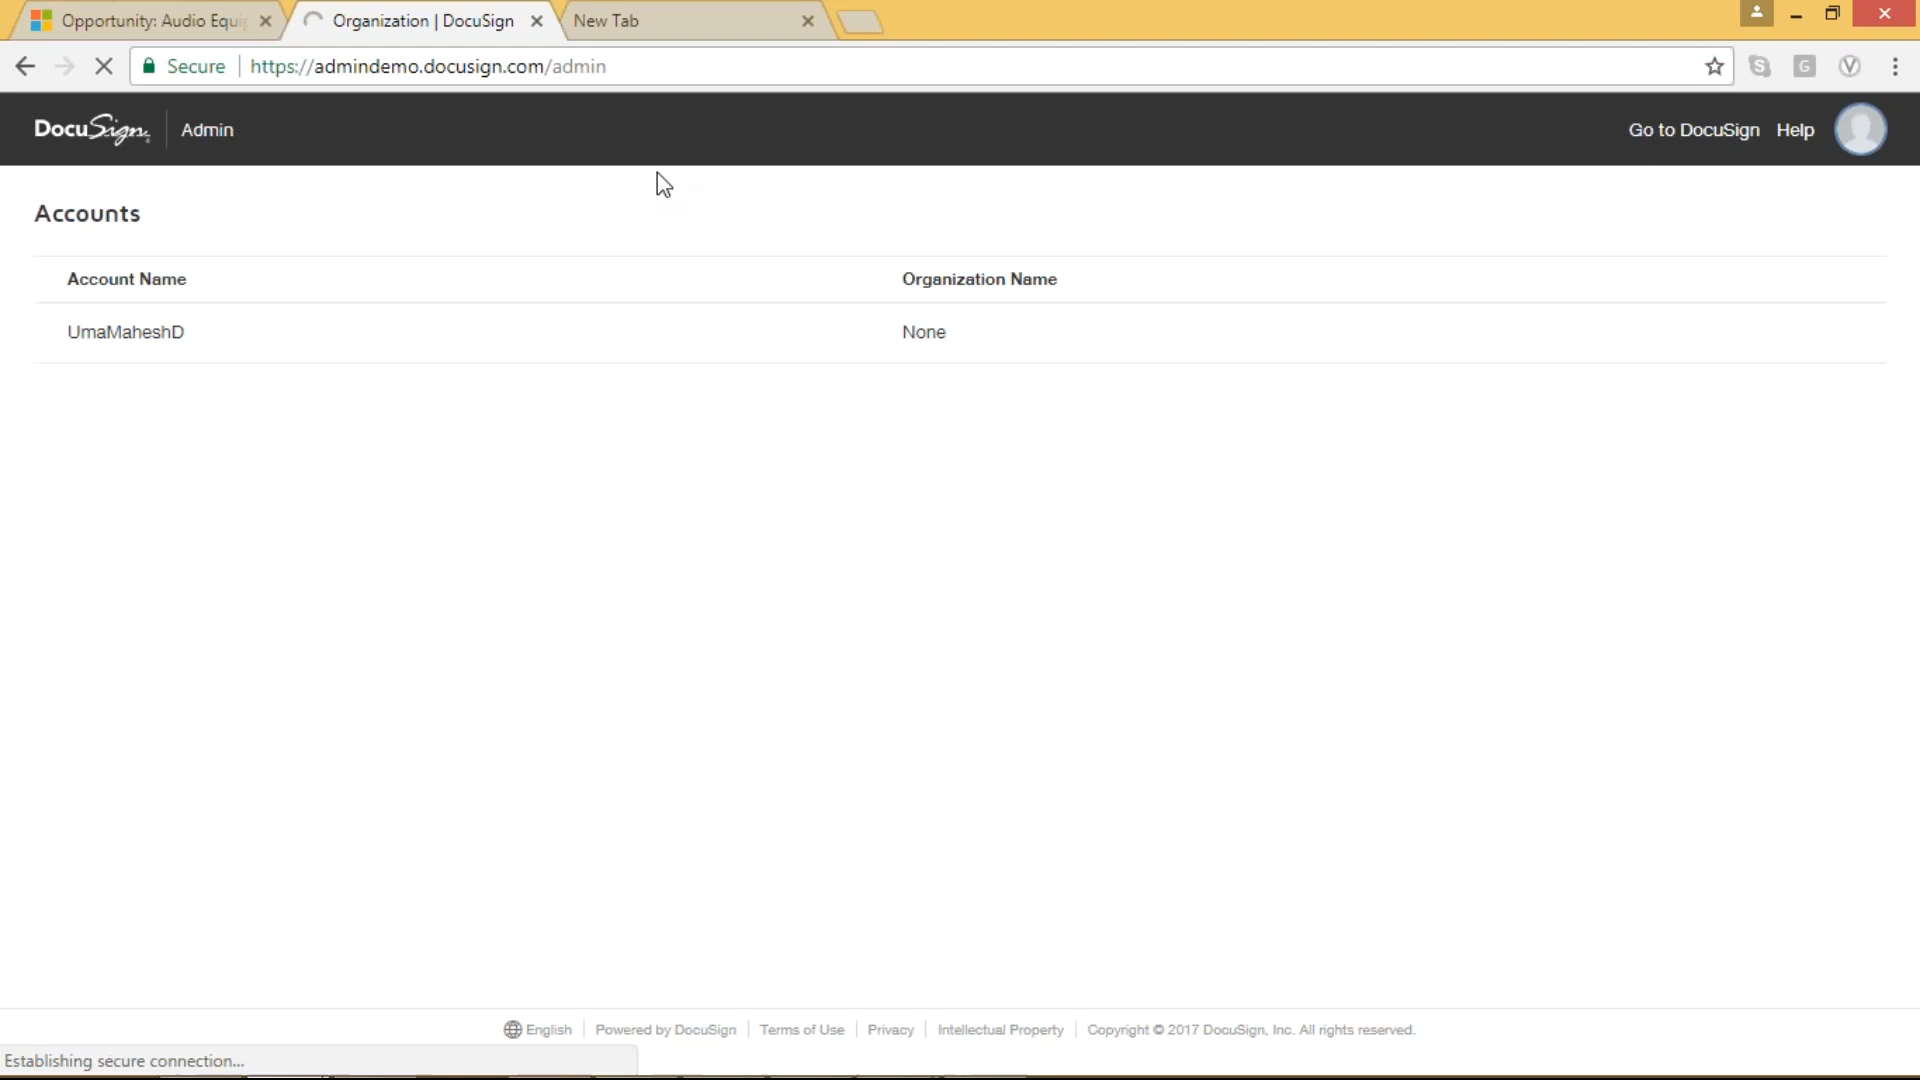 Opportunity: Audio Equip
Organization | DocuSign
New Tab
Secure
https://admindemo.docusign.com/admin
DocuSign
Admin
Go to DocuSign
Help
Accounts
Account Name
Organization Name
UmaMaheshD
None
English
Powered by DocuSign
Terms of Use
Privacy
Intellectual Property
Copyright © 2017 DocuSign, Inc. All rights reserved.
Establishing secure connection...